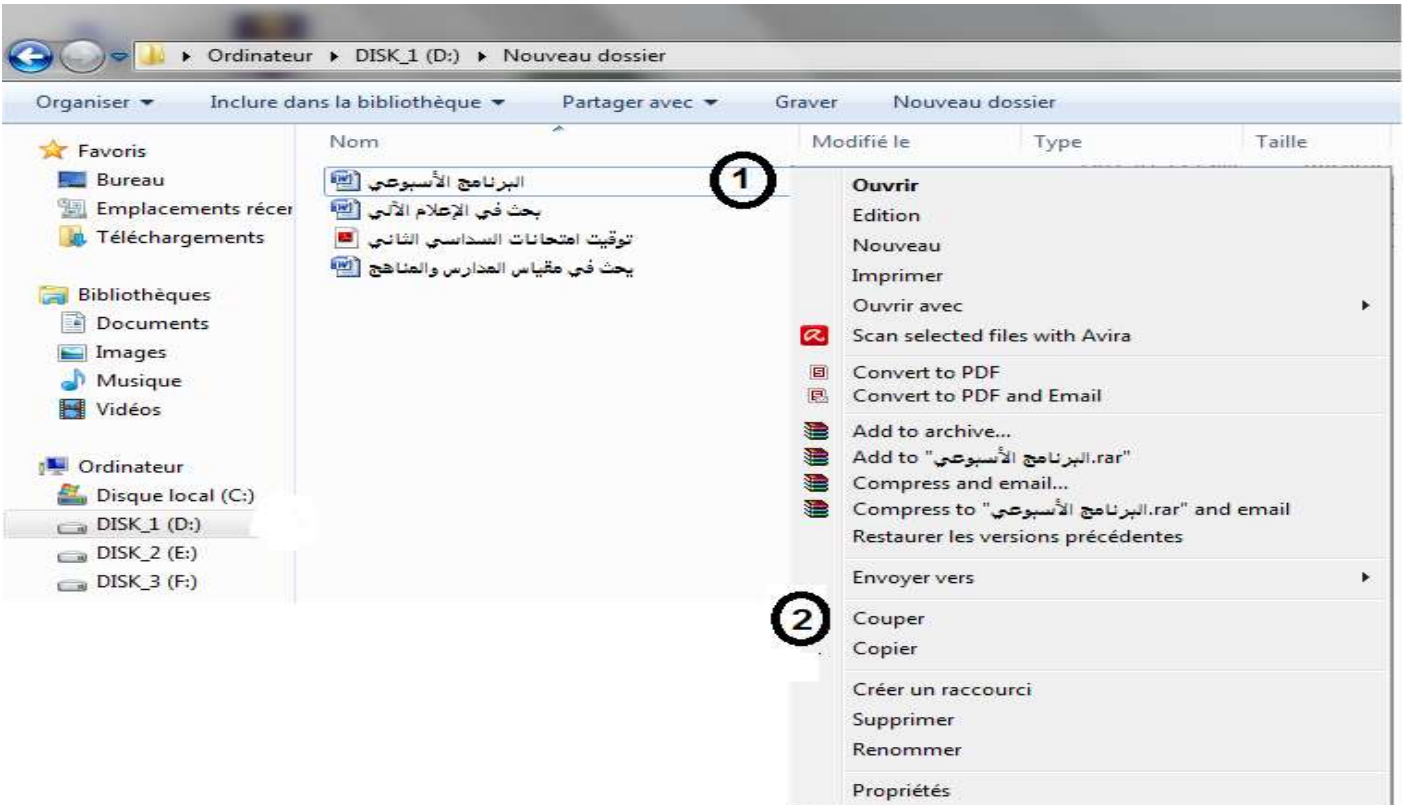 Ordinateur ▸ DISK_1 (D:) ▸ Nouveau dossier
Organiser Inclure dans la bibliothèque Partager avec Graver Nouveau dossier
Favoris
Bureau
Emplacements récer
Téléchargements
Bibliothèques
Documents
Images
Musique
Vidéos
Ordinateur
Disque local (C:)
DISK_1 (D:)
DISK_2 (E:)
DISK_3 (F:)
Nom Modifié le Type Taille
البرنامج الأسبوعي
بحث في الإعلام الآلي
توقيت امتحانات السداسي الثاني
بحث في مقياس المدارس والمناهج
1
Ouvrir
Edition
Nouveau
Imprimer
Ouvrir avec
Scan selected files with Avira
Convert to PDF
Convert to PDF and Email
Add to archive...
Add to "البرنامج الأسبوعي.rar"
Compress and email...
Compress to "البرنامج الأسبوعي.rar" and email
Restaurer les versions précédentes
Envoyer vers
2
Couper
Copier
Créer un raccourci
Supprimer
Renommer
Propriétés